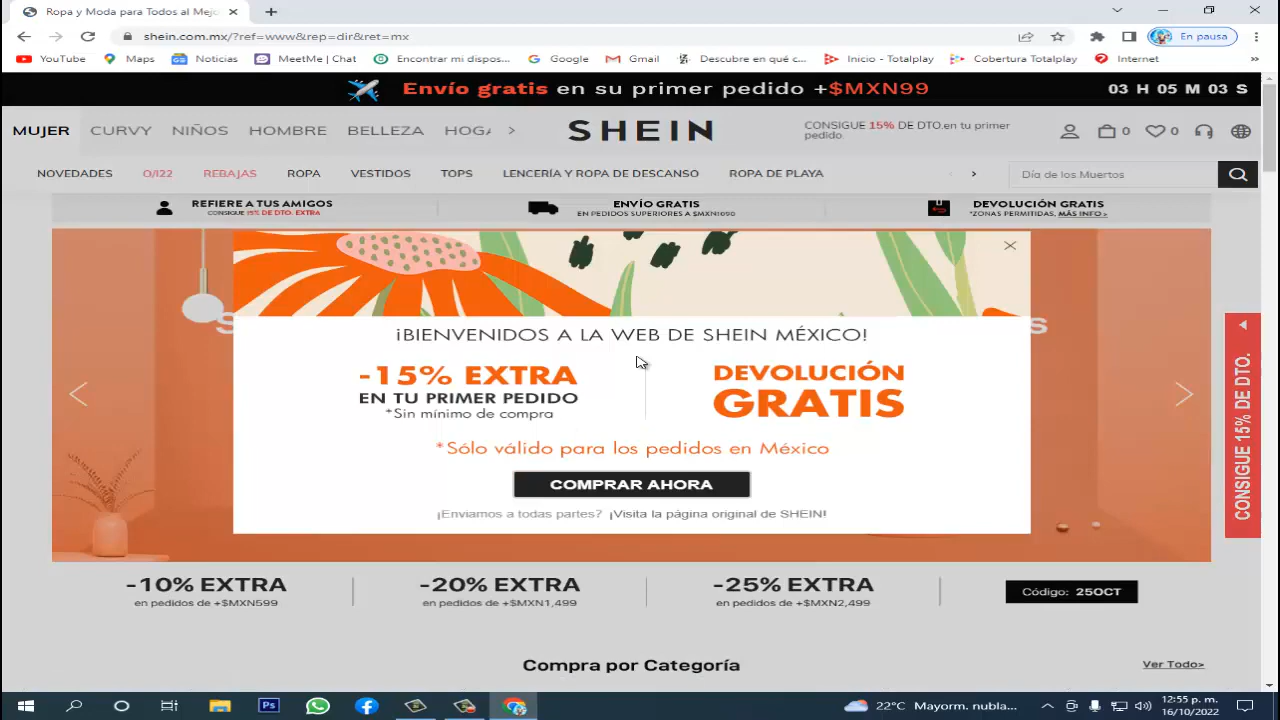 Ropa y Moda para Todos al Mejo
shein.com.mx/?ref=www&rep=dir&ret=mx
En pausa
YouTube
Maps
Noticias
MeetMe | Chat
Encontrar mi dispos...
Google
Gmail
Descubre en qué c...
Inicio - Totalplay
Cobertura Totalplay
Internet
»
Envío gratis en su primer pedido +$MXN99
03 H 05 M 03 S
MUJER
CURVY
NIÑOS
HOMBRE
BELLEZA
HOGA
SHEIN
CONSIGUE 15% DE DTO.en tu primer
pedido
0
0
NOVEDADES
O/I22
REBAJAS
ROPA
VESTIDOS
TOPS
LENCERÍA Y ROPA DE DESCANSO
ROPA DE PLAYA
Día de los Muertos
REFIERE A TUS AMIGOS
CONSIGUE 15% DE DTO. EXTRA
ENVÍO GRATIS
EN PEDIDOS SUPERIORES A $MXN1090
DEVOLUCIÓN GRATIS
*ZONAS PERMITIDAS, MÁS INFO>
¡BIENVENIDOS A LA WEB DE SHEIN MÉXICO!
-15% EXTRA
EN TU PRIMER PEDIDO
*Sin mínimo de compra
DEVOLUCIÓN
GRATIS
*Sólo válido para los pedidos en México
COMPRAR AHORA
¡Enviamos a todas partes? ¡Visita la página original de SHEIN!
CONSIGUE 15% DE DTO.
-10% EXTRA
en pedidos de +$MXN599
-20% EXTRA
en pedidos de +$MXN1,499
-25% EXTRA
en pedidos de +$MXN2,499
Código: 25OCT
Compra por Categoría
Ver Todo>
Ps
22°C Mayorm. nubla...
12:55 p. m.
16/10/2022